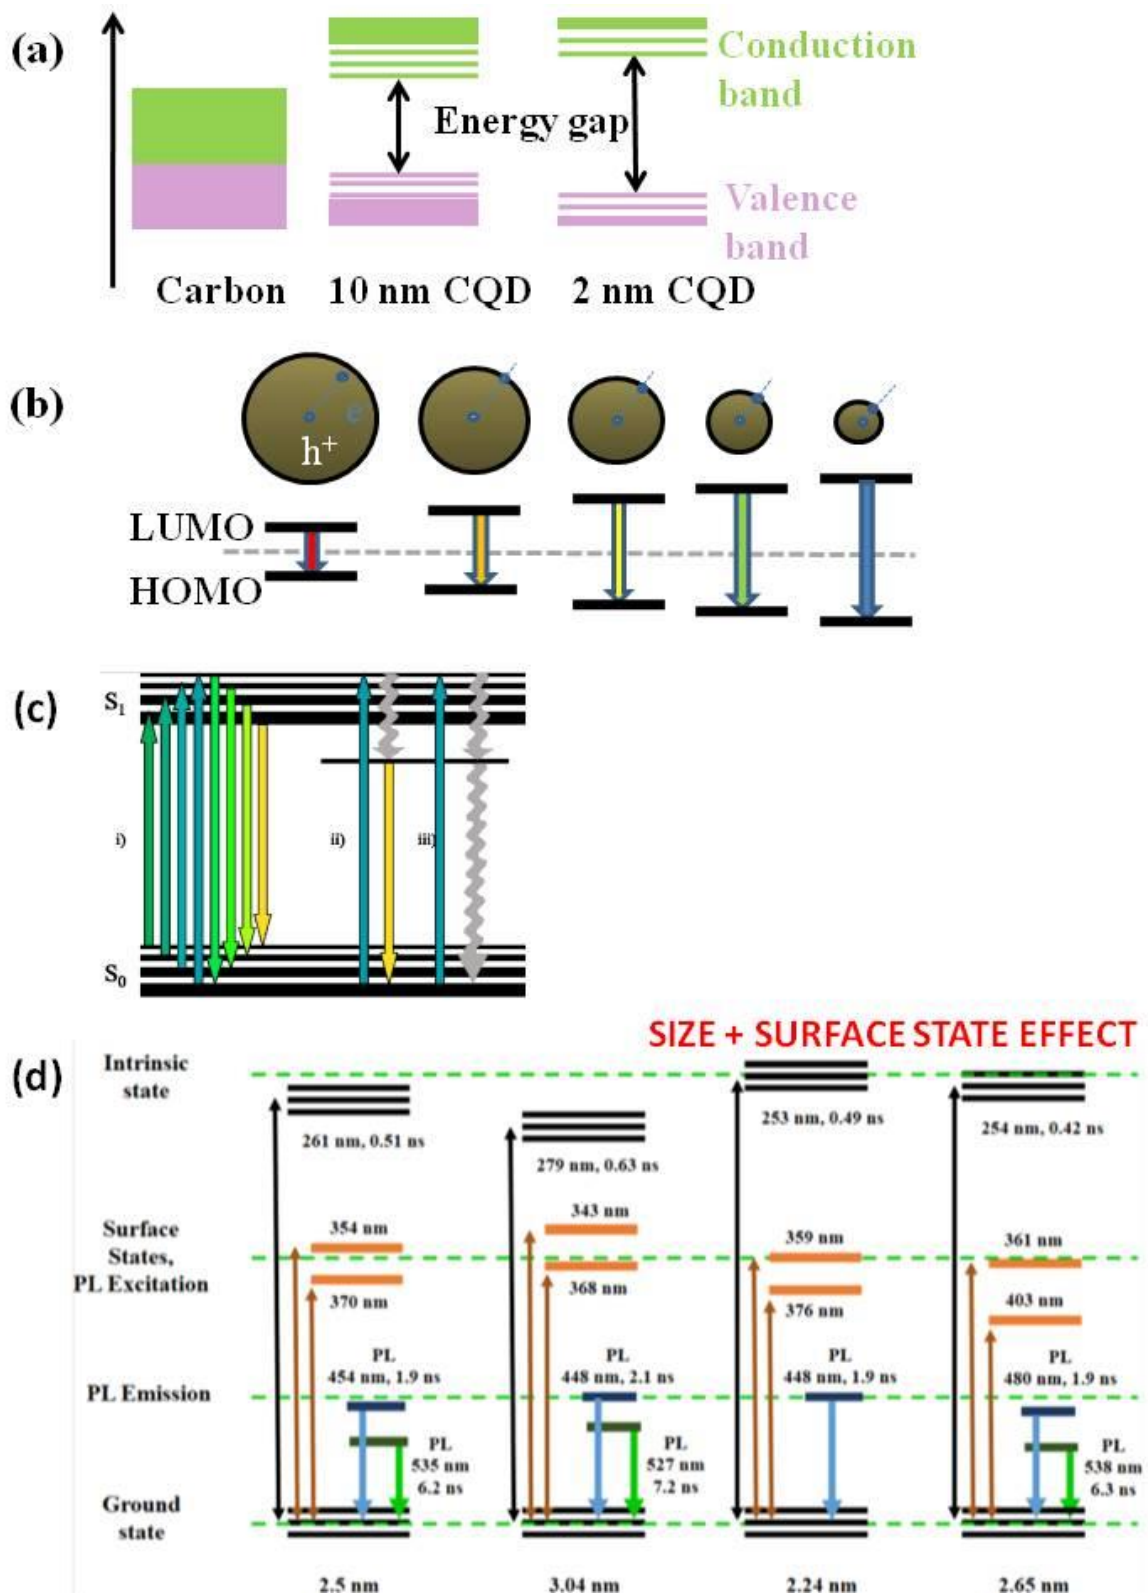 (a)
Conduction
band
Energy gap
Valence
band
Carbon
10 nm CQD
2 nm CQD
(b)
e
h⁺
LUMO
HOMO
(c)
S₁
i)
ii)
iii)
S₀
SIZE + SURFACE STATE EFFECT
(d)
Intrinsic
state
261 nm, 0.51 ns
279 nm, 0.63 ns
253 nm, 0.49 ns
254 nm, 0.42 ns
Surface
States,
PL Excitation
354 nm
370 nm
343 nm
368 nm
359 nm
376 nm
361 nm
403 nm
PL Emission
PL
454 nm, 1.9 ns
PL
448 nm, 2.1 ns
PL
448 nm, 1.9 ns
PL
480 nm, 1.9 ns
PL
535 nm
6.2 ns
PL
527 nm
7.2 ns
PL
538 nm
6.3 ns
Ground
state
2.5 nm
3.04 nm
2.24 nm
2.65 nm